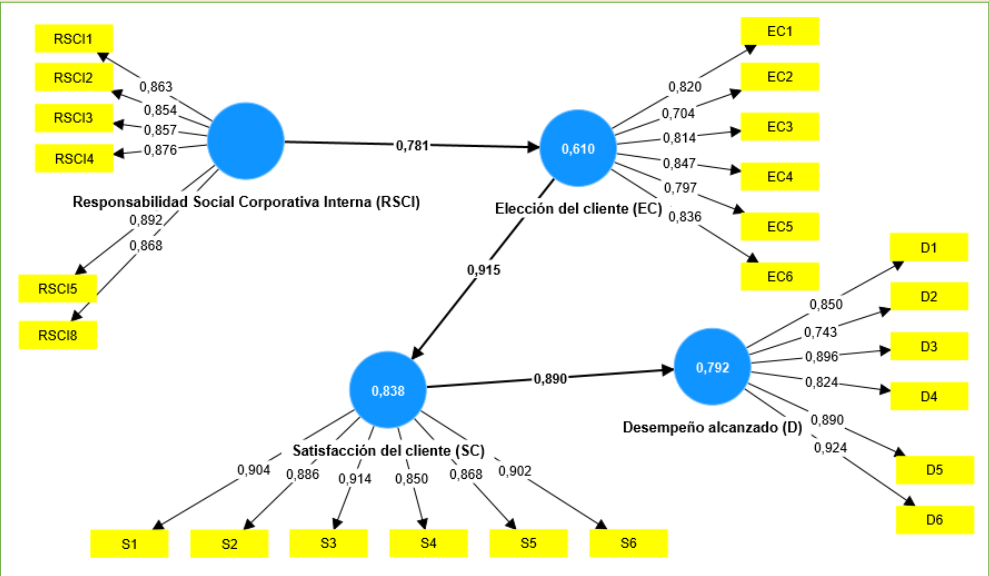 RSCI1
RSCI2
RSCI3
RSCI4
0,863
0,854
0,857
0,876
Responsabilidad Social Corporativa Interna (RSCI)
0,892
0,868
RSCI5
RSCI8
0,781
0,610
Elección del cliente (EC)
0,820
0,704
0,814
0,847
0,797
0,836
EC1
EC2
EC3
EC4
EC5
EC6
0,915
0,838
Satisfacción del cliente (SC)
0,904
0,886
0,914
0,850
0,868
0,902
S1
S2
S3
S4
S5
S6
0,890
0,792
Desempeño alcanzado (D)
0,850
0,743
0,896
0,824
0,890
0,924
D1
D2
D3
D4
D5
D6